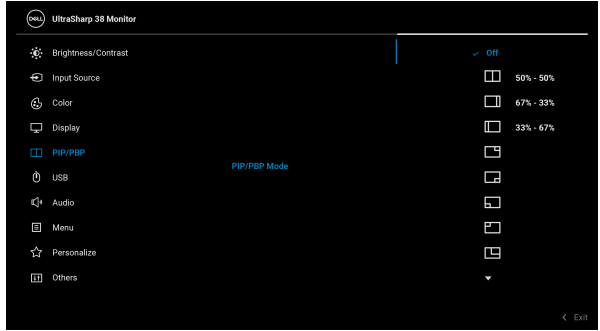 DELL UltraSharp 38 Monitor
Brightness/Contrast
Off
Input Source
50% - 50%
Color
67% - 33%
Display
33% - 67%
PIP/PBP
PIP/PBP Mode
USB
Audio
Menu
Personalize
Others
Exit